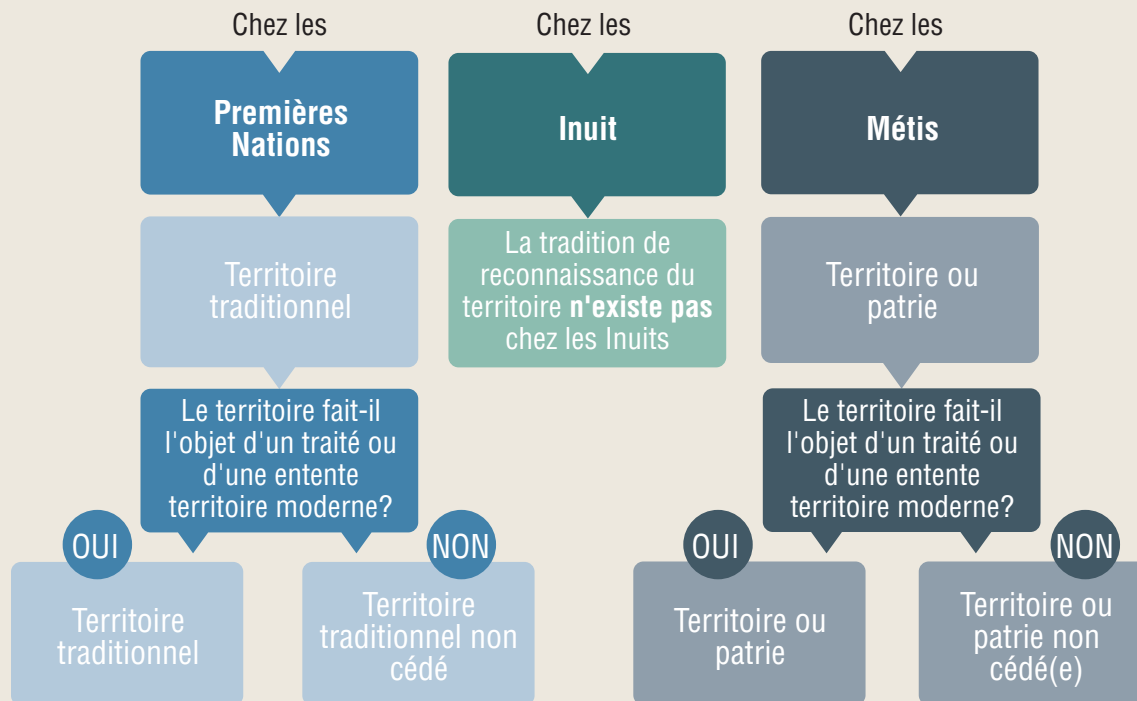 Chez les
Premières
Nations
Territoire
traditionnel
Le territoire fait-il
l'objet d'un traité ou
d'une entente
territoire moderne?
OUI
Territoire
traditionnel
NON
Territoire
traditionnel non
cédé
Chez les
Inuit
La tradition de
reconnaissance du
territoire n'existe pas
chez les Inuits
Chez les
Métis
Territoire ou
patrie
Le territoire fait-il
l'objet d'un traité ou
d'une entente
territoire moderne?
OUI
Territoire ou
patrie
NON
Territoire ou
patrie non
cédé(e)